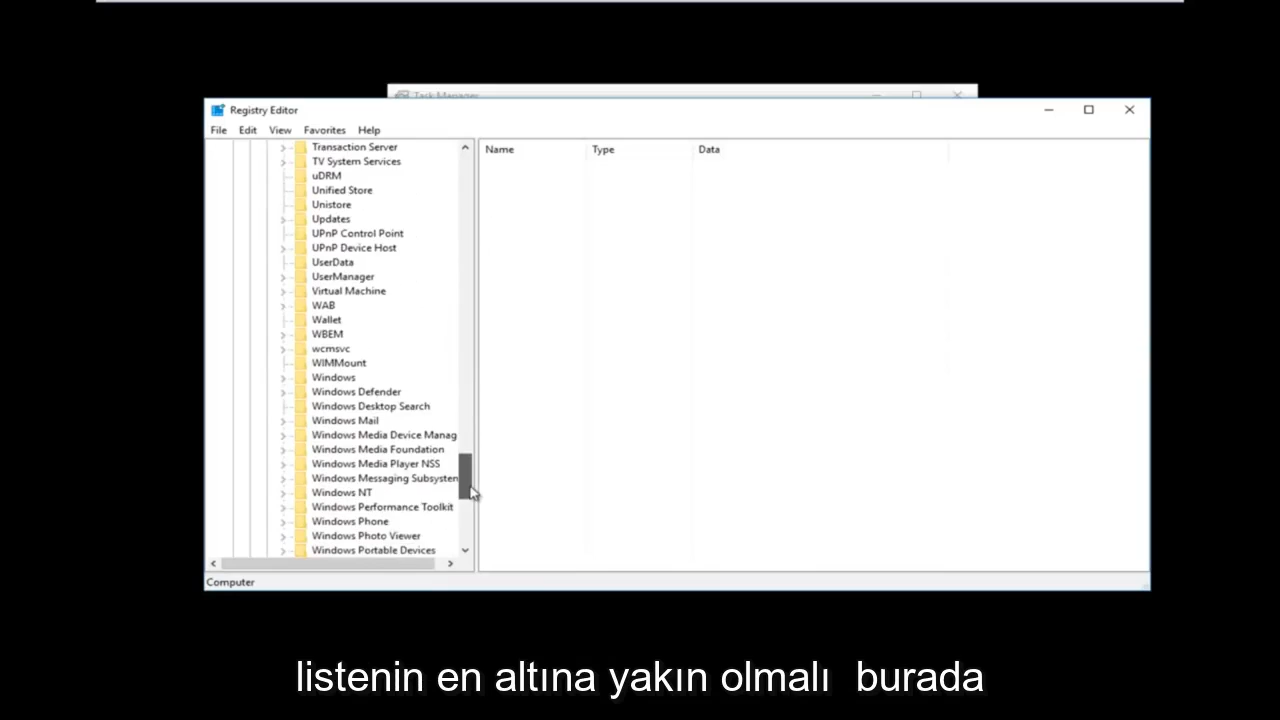 Task Manager
Registry Editor
File Edit View Favorites Help
Name Type Data
Transaction Server
TV System Services
uDRM
Unified Store
Unistore
Updates
UPnP Control Point
UPnP Device Host
UserData
UserManager
Virtual Machine
WAB
Wallet
WBEM
wcmsvc
WIMMount
Windows
Windows Defender
Windows Desktop Search
Windows Mail
Windows Media Device Manag
Windows Media Foundation
Windows Media Player NSS
Windows Messaging Subsysten
Windows NT
Windows Performance Toolkit
Windows Phone
Windows Photo Viewer
Windows Portable Devices
Computer
listenin en altına yakın olmalı burada